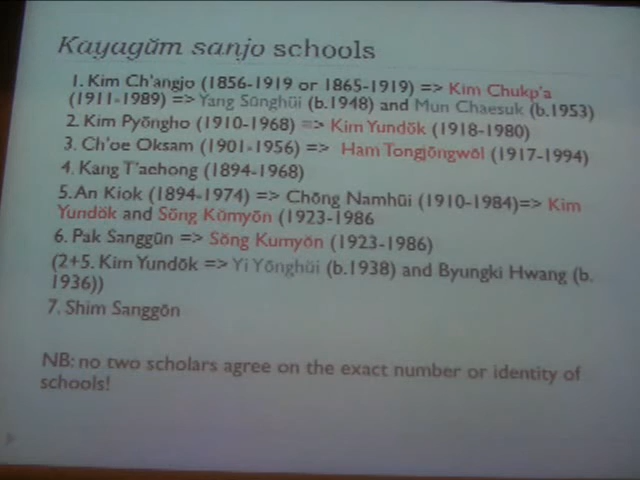 Kayagŭm sanjo schools
1. Kim Ch'angjo (1856-1919 or 1865-1919) => Kim Chukp'a
(1911-1989) => Yang Sŭnghŭi (b.1948) and Mun Chaesuk (b.1953)
2. Kim Pyŏngho (1910-1968) => Kim Yundŏk (1918-1980)
3. Ch'oe Oksam (1901-1956) => Ham Tongjŏngwŏl (1917-1994)
4. Kang T'aehong (1894-1968)
5. An Kiok (1894-1974) => Chŏng Namhŭi (1910-1984)=> Kim
Yundŏk and Sŏng Kŭmyŏn (1923-1986
6. Pak Sanggŭn => Sŏng Kumyŏn (1923-1986)
(2+5. Kim Yundŏk => Yi Yŏnghŭi (b.1938) and Byungki Hwang (b.
1936))
7. Shim Sanggŏn
NB: no two scholars agree on the exact number or identity of
schools!